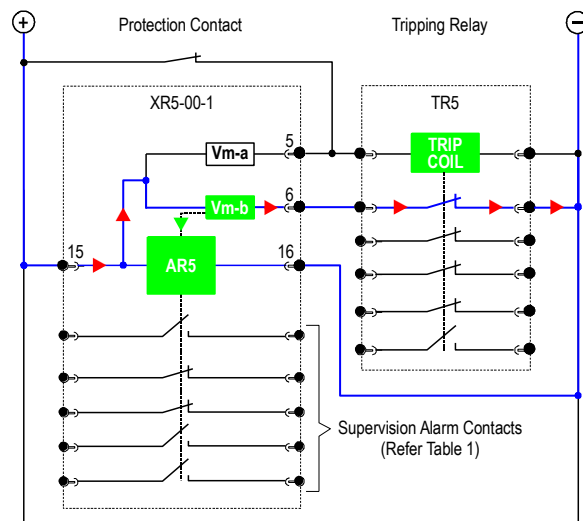 +
Protection Contact
Tripping Relay
−
XR5-00-1
TR5
Vm-a
5
TRIP
COIL
Vm-b
6
15
AR5
16
Supervision Alarm Contacts
(Refer Table 1)